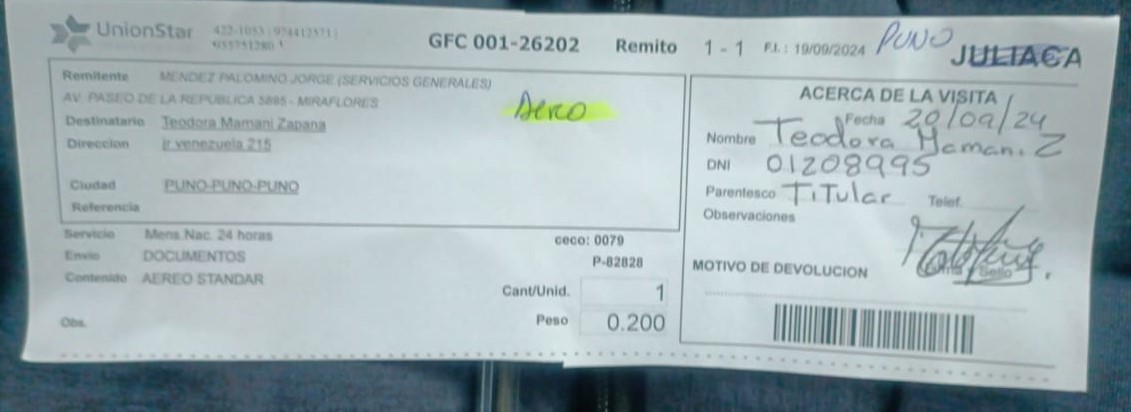 UnionStar 422-1053 | 974412571 | GFC 001-26202 Remito 1 - 1 F.I. : 19/09/2024 PUNO JULIACA
955751280
Remitente MENDEZ PALOMINO JORGE (SERVICIOS GENERALES)
AV. PASEO DE LA REPUBLICA 5895 - MIRAFLORES
Aereo
Destinatario Teodora Mamani Zapana
Direccion jr venezuela 215
Ciudad PUNO-PUNO-PUNO
Referencia
Servicio Mens.Nac. 24 horas
Envio DOCUMENTOS
Contenido AEREO STANDAR
Obs.
ceco: 0079
P-82828
Cant/Unid. 1
Peso 0.200
ACERCA DE LA VISITA
Fecha 20/09/24
Nombre Teodora Maman. Z
DNI 01208995
Parentesco TiTular Telef.
Observaciones
MOTIVO DE DEVOLUCION
Sello